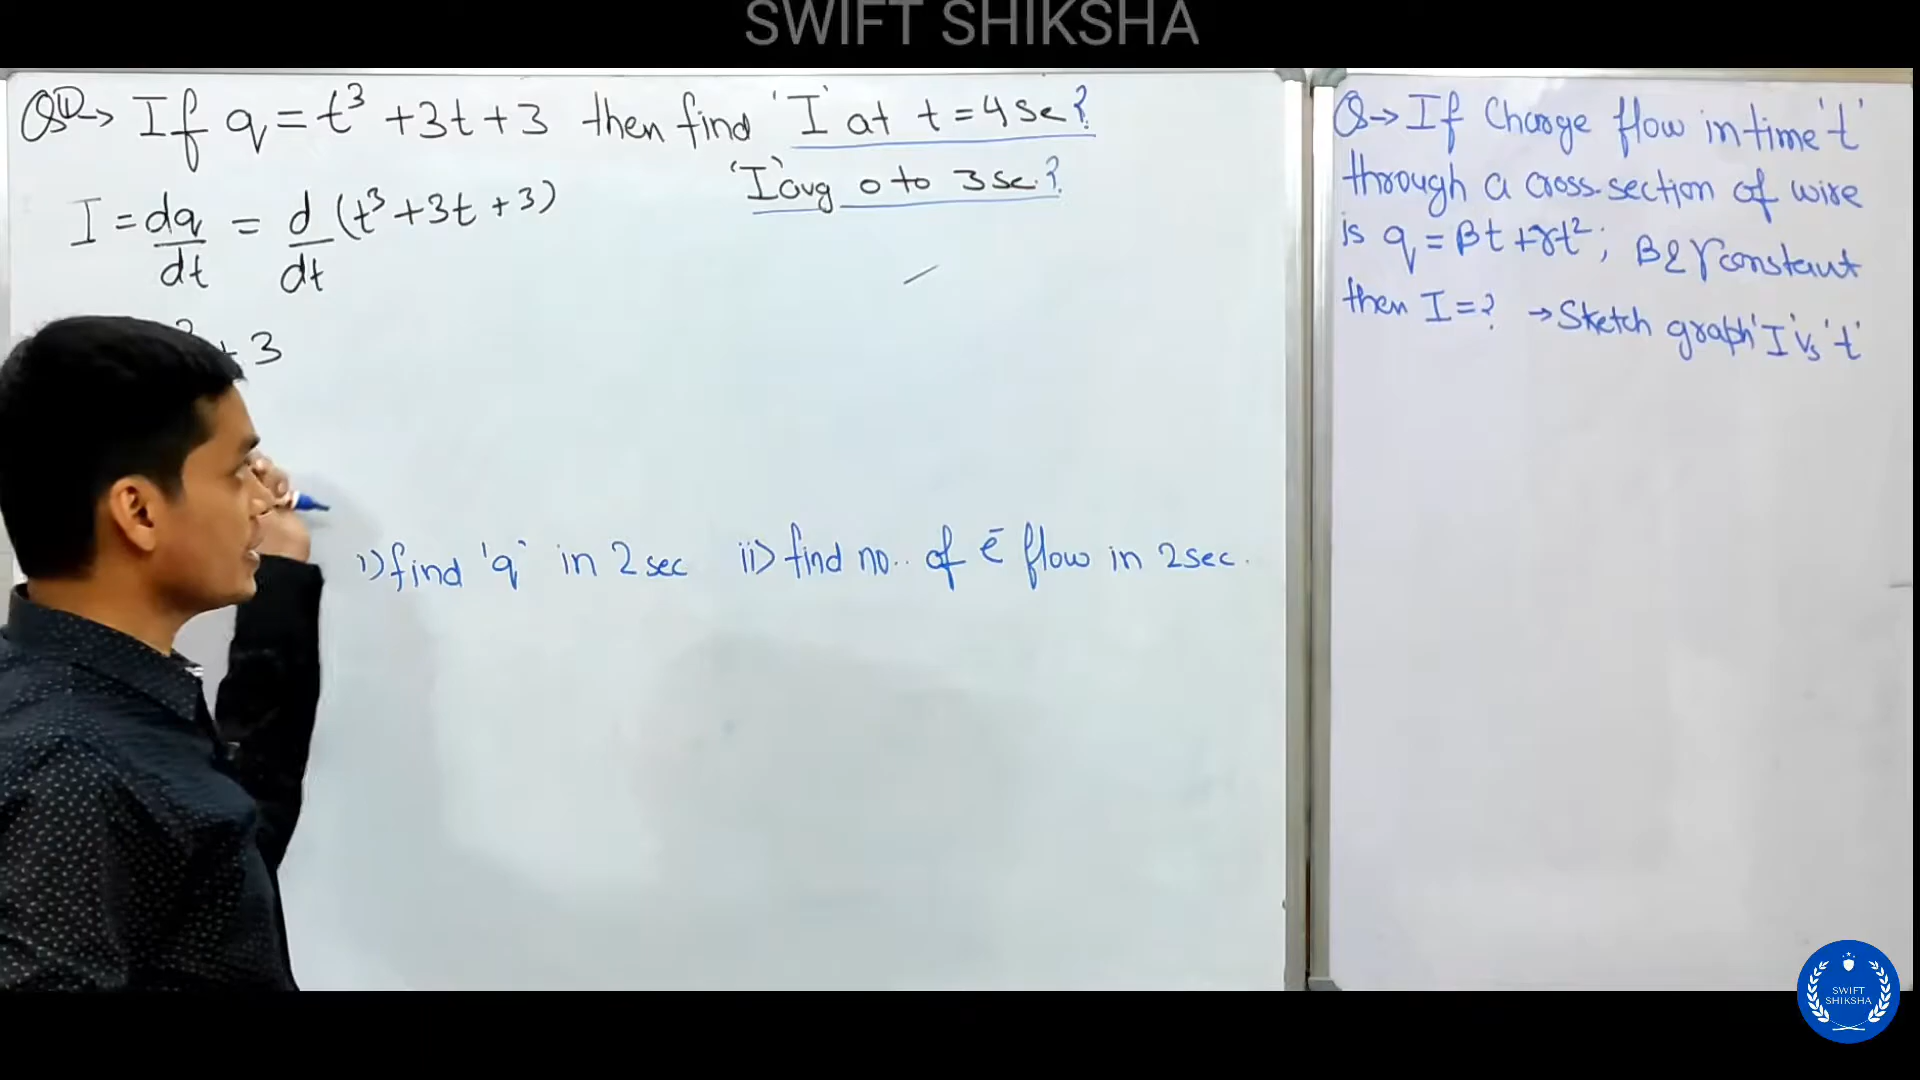 SWIFT SHIKSHA
Q① → If q = t³ + 3t + 3 then find 'I' at t = 4 sec?
'I' avg 0 to 3 sec.?
I = dq/dt = d/dt (t³ + 3t + 3)
+ 3
i) find 'q' in 2 sec ii) find no.. of ē flow in 2 sec.
Q → If Charge flow in time 't'
through a cross-section of wire
is q = βt + γt²; β & γ constant
then I = ? → Sketch graph 'I' vs 't'
SWIFT
SHIKSHA